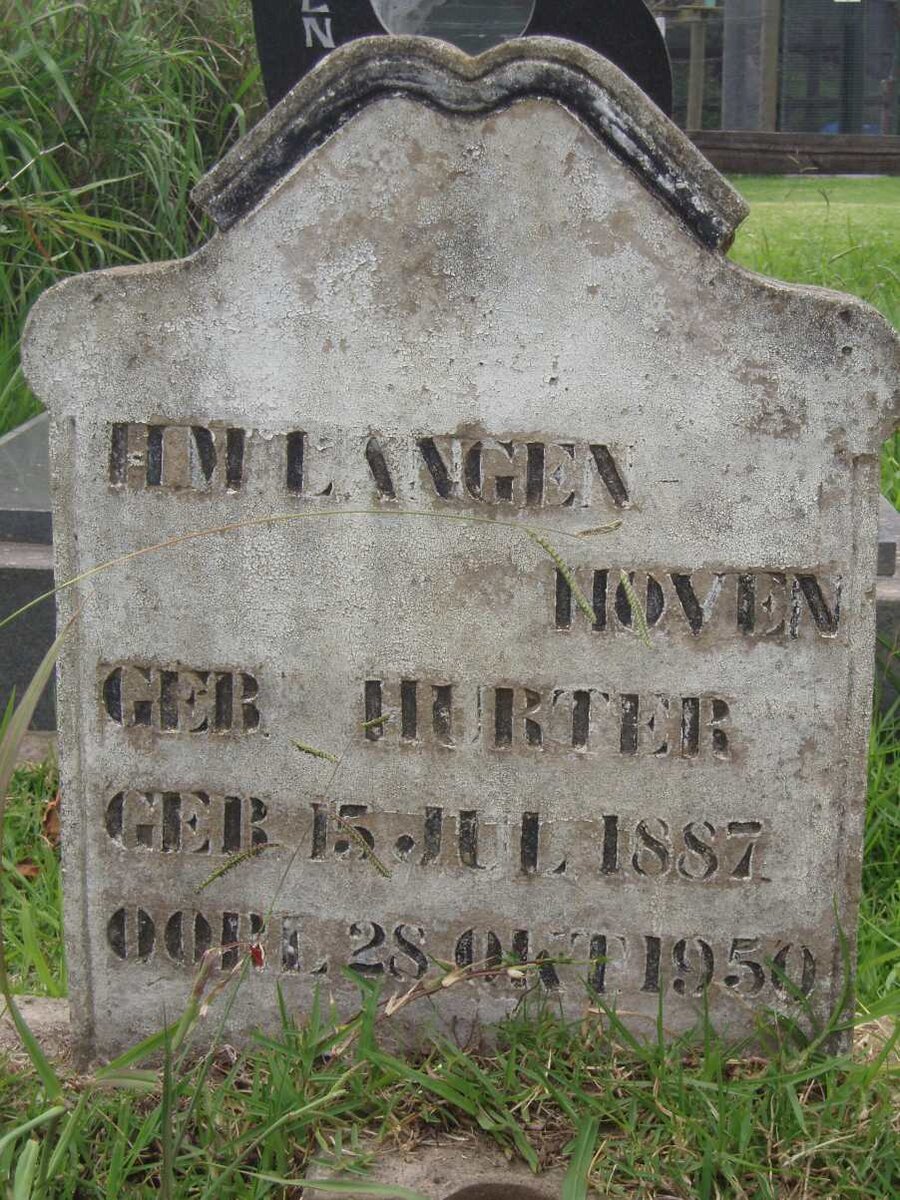 H M LANGEN
HOVEN
GEB HURTER
GEB 15 JUL 1887
OORL 28 OKT 1950